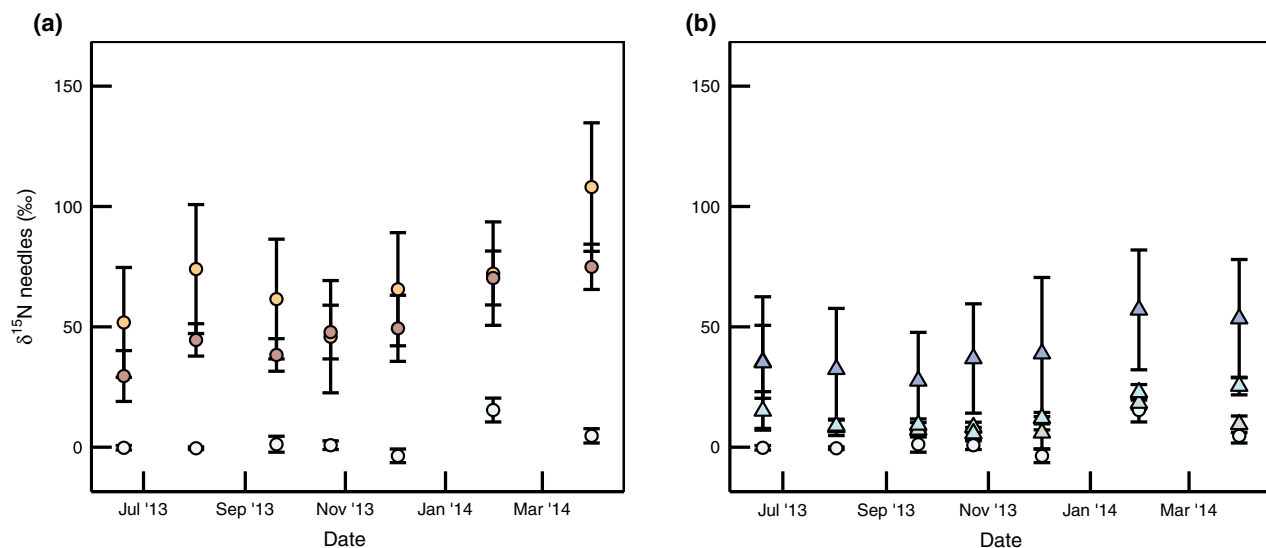 (a)
(b)
150
100
50
0
δ15N needles (‰)
Jul '13
Sep '13
Nov '13
Jan '14
Mar '14
Date
150
100
50
0
Jul '13
Sep '13
Nov '13
Jan '14
Mar '14
Date